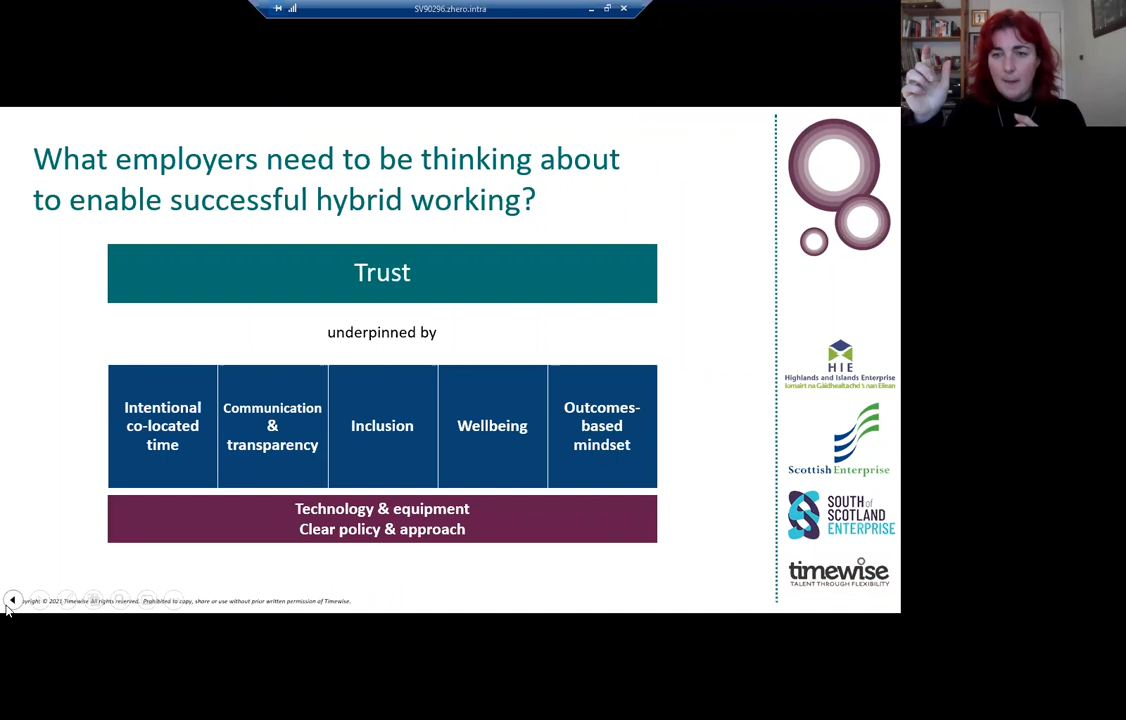 SV90296.zhero.intra
What employers need to be thinking about
to enable successful hybrid working?
Trust
underpinned by
Intentional
co-located
time
Communication
&
transparency
Inclusion
Wellbeing
Outcomes-
based
mindset
Technology & equipment
Clear policy & approach
HIE
Highlands and Islands Enterprise
Iomairt na Gàidhealtachd 's nan Eilean
Scottish Enterprise
SOUTH of
SCOTLAND
ENTERPRISE
timewise
TALENT THROUGH FLEXIBILITY
© 2021 Timewise All rights reserved. Prohibited to copy, share or use without prior written permission of Timewise.